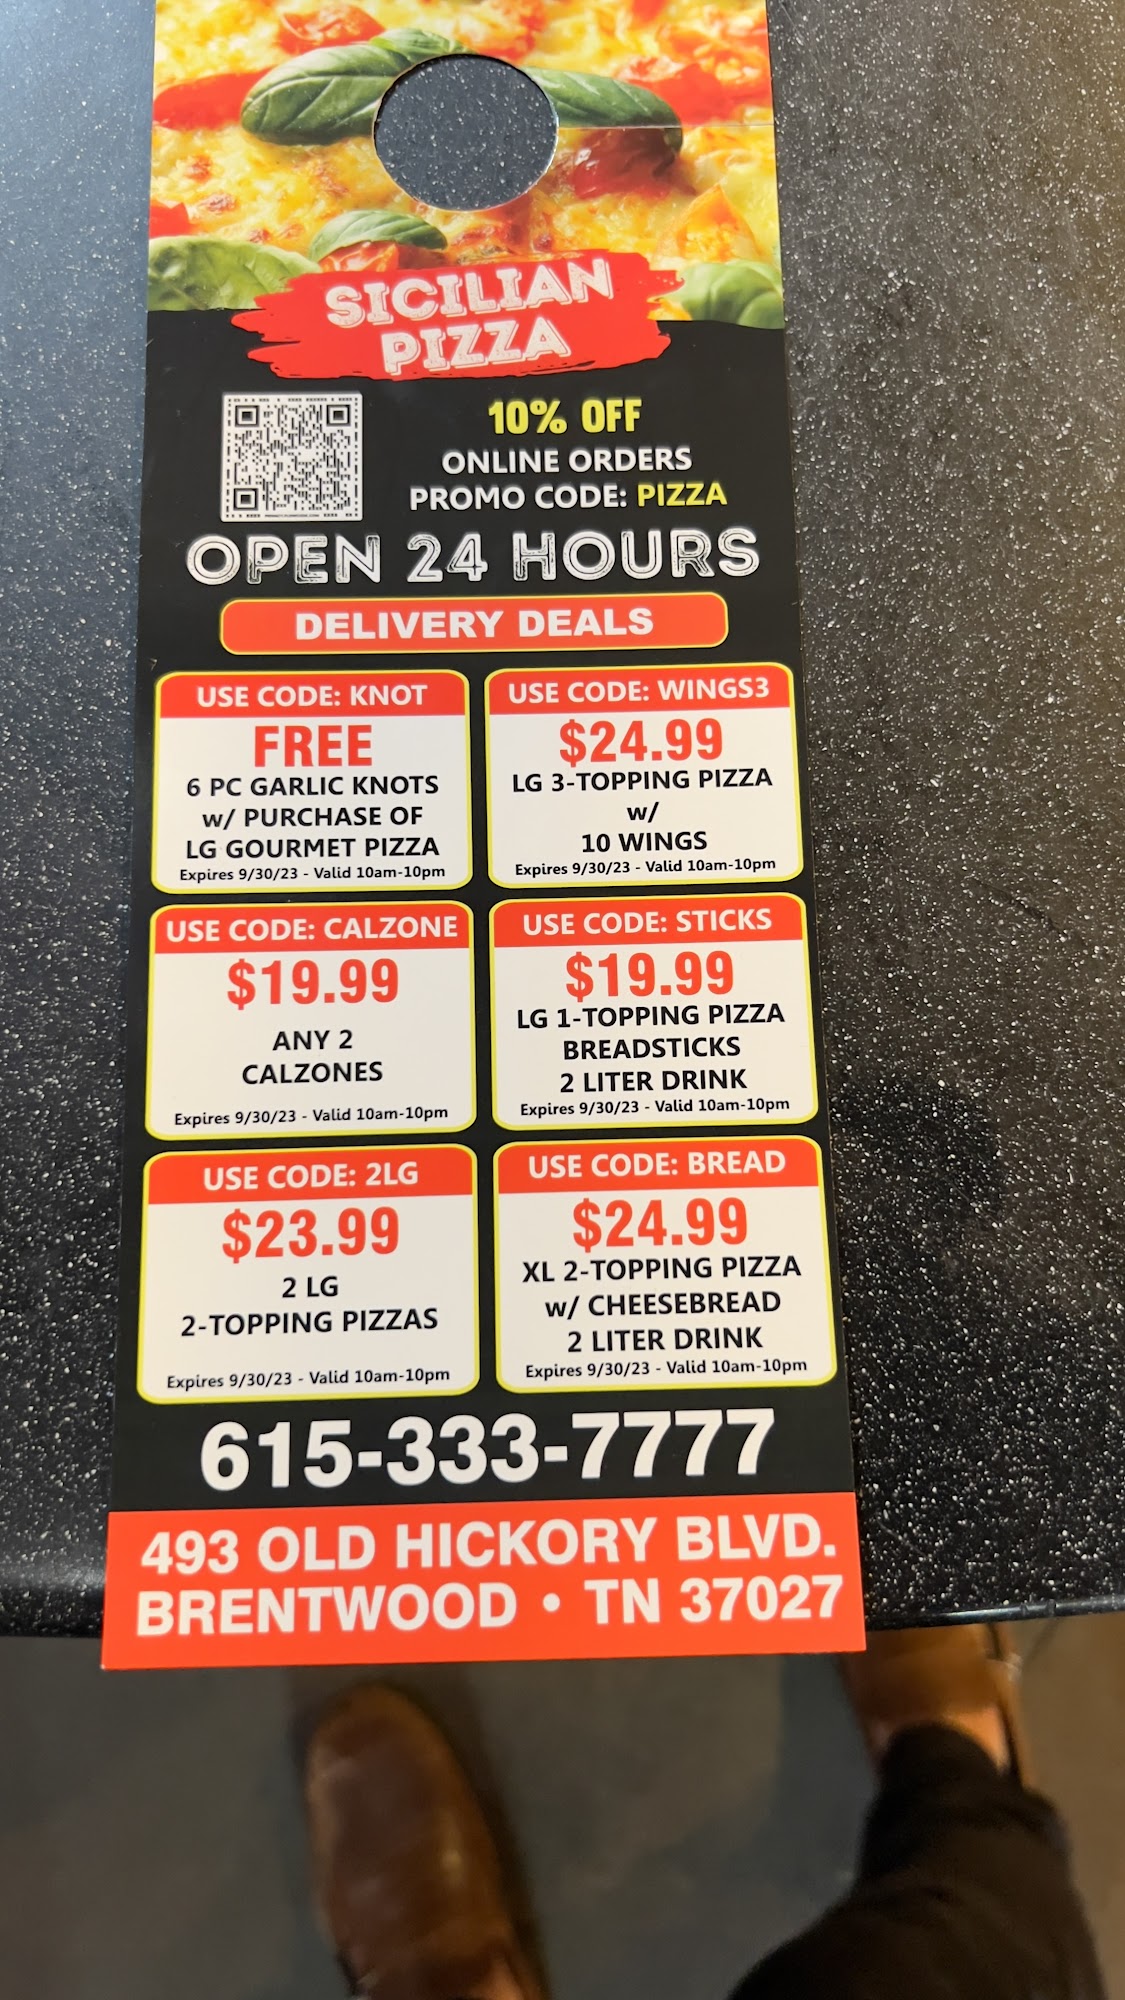 SICILIAN
PIZZA
10% OFF
ONLINE ORDERS
PROMO CODE: PIZZA
OPEN 24 HOURS
DELIVERY DEALS
USE CODE: KNOT
FREE
6 PC GARLIC KNOTS
w/ PURCHASE OF
LG GOURMET PIZZA
Expires 9/30/23 - Valid 10am-10pm
USE CODE: WINGS3
$24.99
LG 3-TOPPING PIZZA
w/
10 WINGS
Expires 9/30/23 - Valid 10am-10pm
USE CODE: CALZONE
$19.99
ANY 2
CALZONES
Expires 9/30/23 - Valid 10am-10pm
USE CODE: STICKS
$19.99
LG 1-TOPPING PIZZA
BREADSTICKS
2 LITER DRINK
Expires 9/30/23 - Valid 10am-10pm
USE CODE: 2LG
$23.99
2 LG
2-TOPPING PIZZAS
Expires 9/30/23 - Valid 10am-10pm
USE CODE: BREAD
$24.99
XL 2-TOPPING PIZZA
w/ CHEESEBREAD
2 LITER DRINK
Expires 9/30/23 - Valid 10am-10pm
615-333-7777
493 OLD HICKORY BLVD.
BRENTWOOD • TN 37027